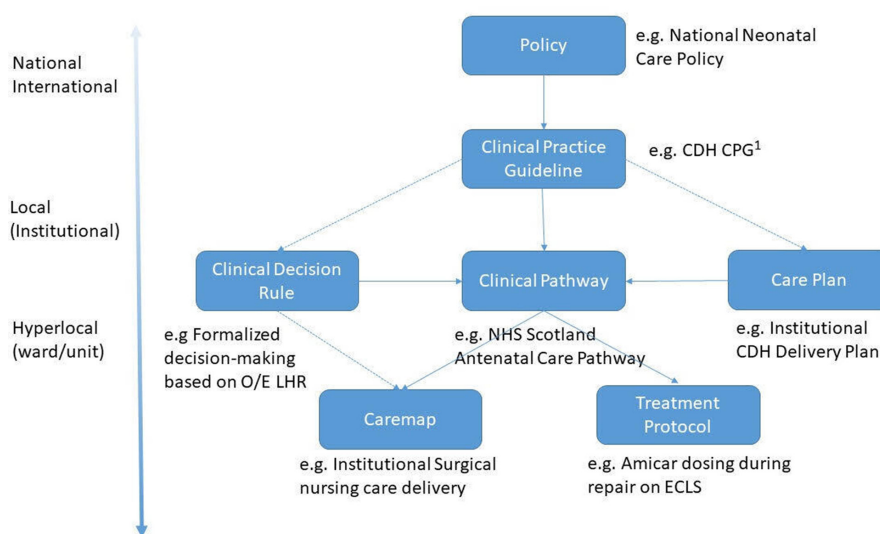 Policy
e.g. National Neonatal
Care Policy
National
International
Clinical Practice
Guideline
e.g. CDH CPG¹
Local
(Institutional)
Clinical Decision
Rule
Clinical Pathway
Care Plan
Hyperlocal
(ward/unit)
e.g Formalized
decision-making
based on O/E LHR
e.g. NHS Scotland
Antenatal Care Pathway
e.g. Institutional
CDH Delivery Plan
Caremap
Treatment
Protocol
e.g. Institutional Surgical
nursing care delivery
e.g. Amicar dosing during
repair on ECLS